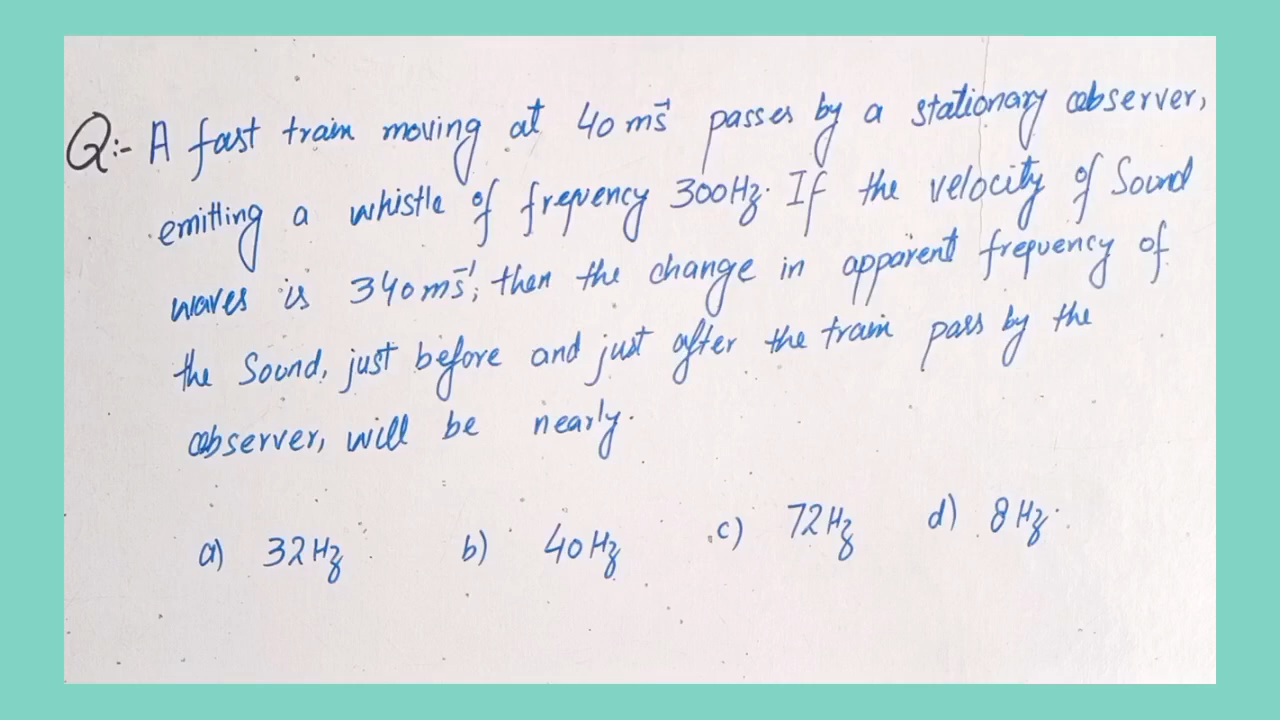 Q:- A fast train moving at 40 ms⁻¹ passes by a stationary observer,
emitting a whistle of frequency 300Hz. If the velocity of Sound
waves is 340ms⁻¹, then the change in apparent frequency of
the Sound, just before and just after the train pass by the
observer, will be nearly.
a) 32Hz b) 40Hz c) 72Hz d) 8Hz.